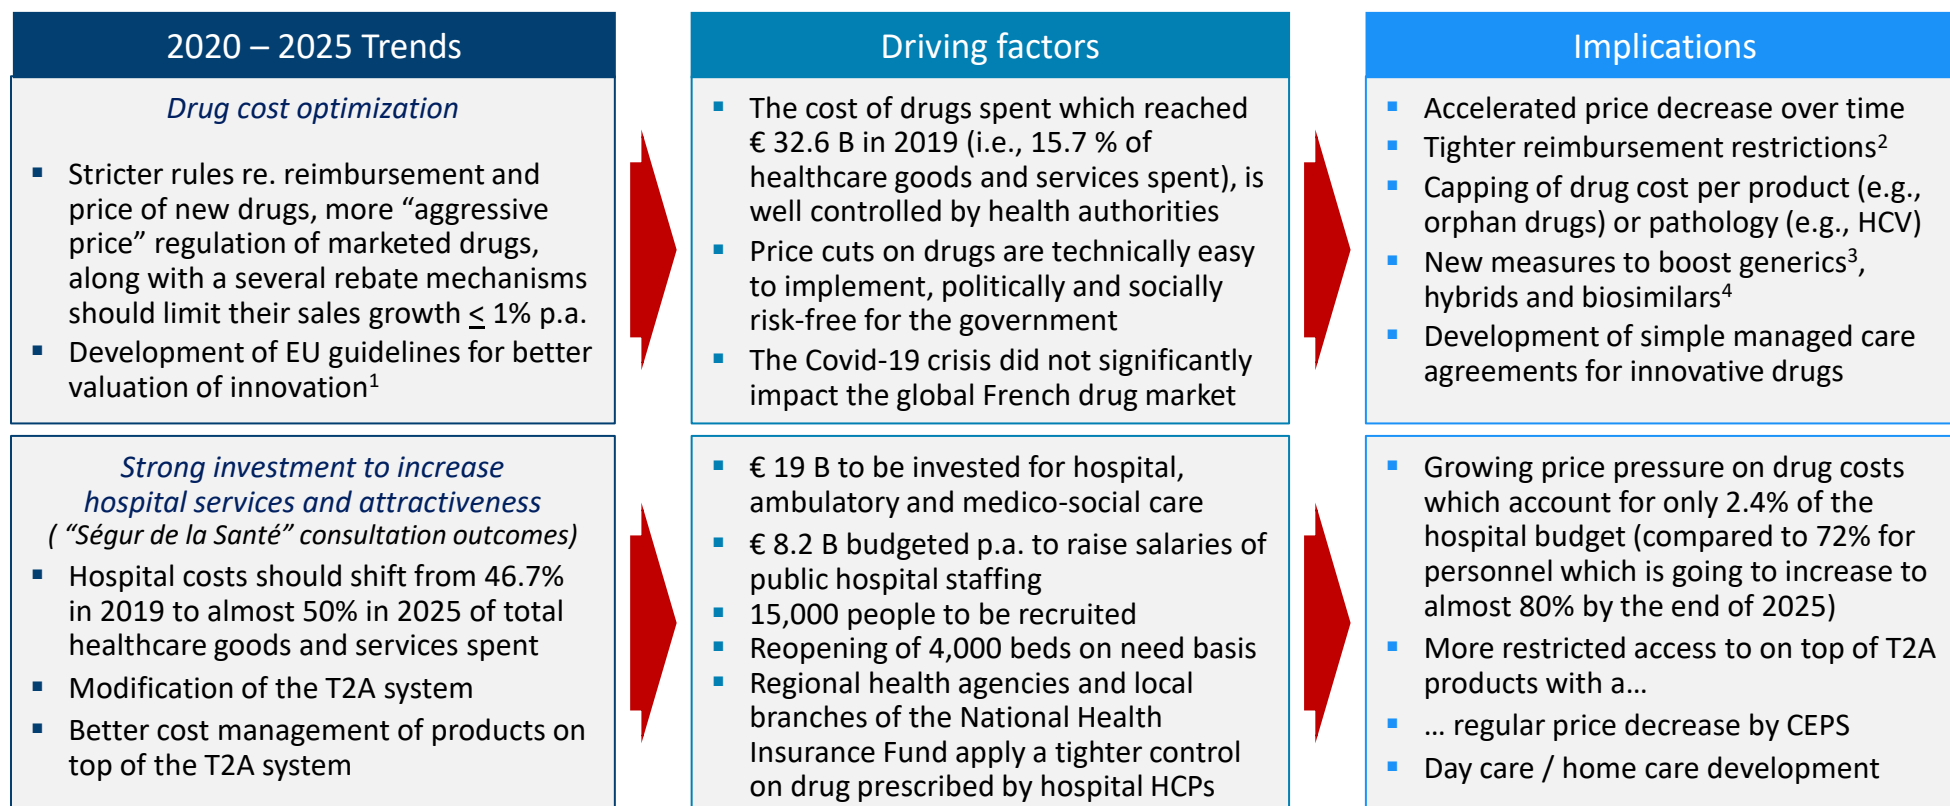 2020 – 2025 Trends
Driving factors
Implications
Drug cost optimization
▪ Stricter rules re. reimbursement and
price of new drugs, more “aggressive
price” regulation of marketed drugs,
along with a several rebate mechanisms
should limit their sales growth < 1% p.a.
▪ Development of EU guidelines for better
valuation of innovation1
▪ The cost of drugs spent which reached
€ 32.6 B in 2019 (i.e., 15.7 % of
healthcare goods and services spent), is
well controlled by health authorities
▪ Price cuts on drugs are technically easy
to implement, politically and socially
risk-free for the government
▪ The Covid-19 crisis did not significantly
impact the global French drug market
▪ Accelerated price decrease over time
▪ Tighter reimbursement restrictions2
▪ Capping of drug cost per product (e.g.,
orphan drugs) or pathology (e.g., HCV)
▪ New measures to boost generics3,
hybrids and biosimilars4
▪ Development of simple managed care
agreements for innovative drugs
Strong investment to increase
hospital services and attractiveness
( “Ségur de la Santé” consultation outcomes)
▪ Hospital costs should shift from 46.7%
in 2019 to almost 50% in 2025 of total
healthcare goods and services spent
▪ Modification of the T2A system
▪ Better cost management of products on
top of the T2A system
▪ € 19 B to be invested for hospital,
ambulatory and medico-social care
▪ € 8.2 B budgeted p.a. to raise salaries of
public hospital staffing
▪ 15,000 people to be recruited
▪ Reopening of 4,000 beds on need basis
▪ Regional health agencies and local
branches of the National Health
Insurance Fund apply a tighter control
on drug prescribed by hospital HCPs
▪ Growing price pressure on drug costs
which account for only 2.4% of the
hospital budget (compared to 72% for
personnel which is going to increase to
almost 80% by the end of 2025)
▪ More restricted access to on top of T2A
products with a…
▪ … regular price decrease by CEPS
▪ Day care / home care development